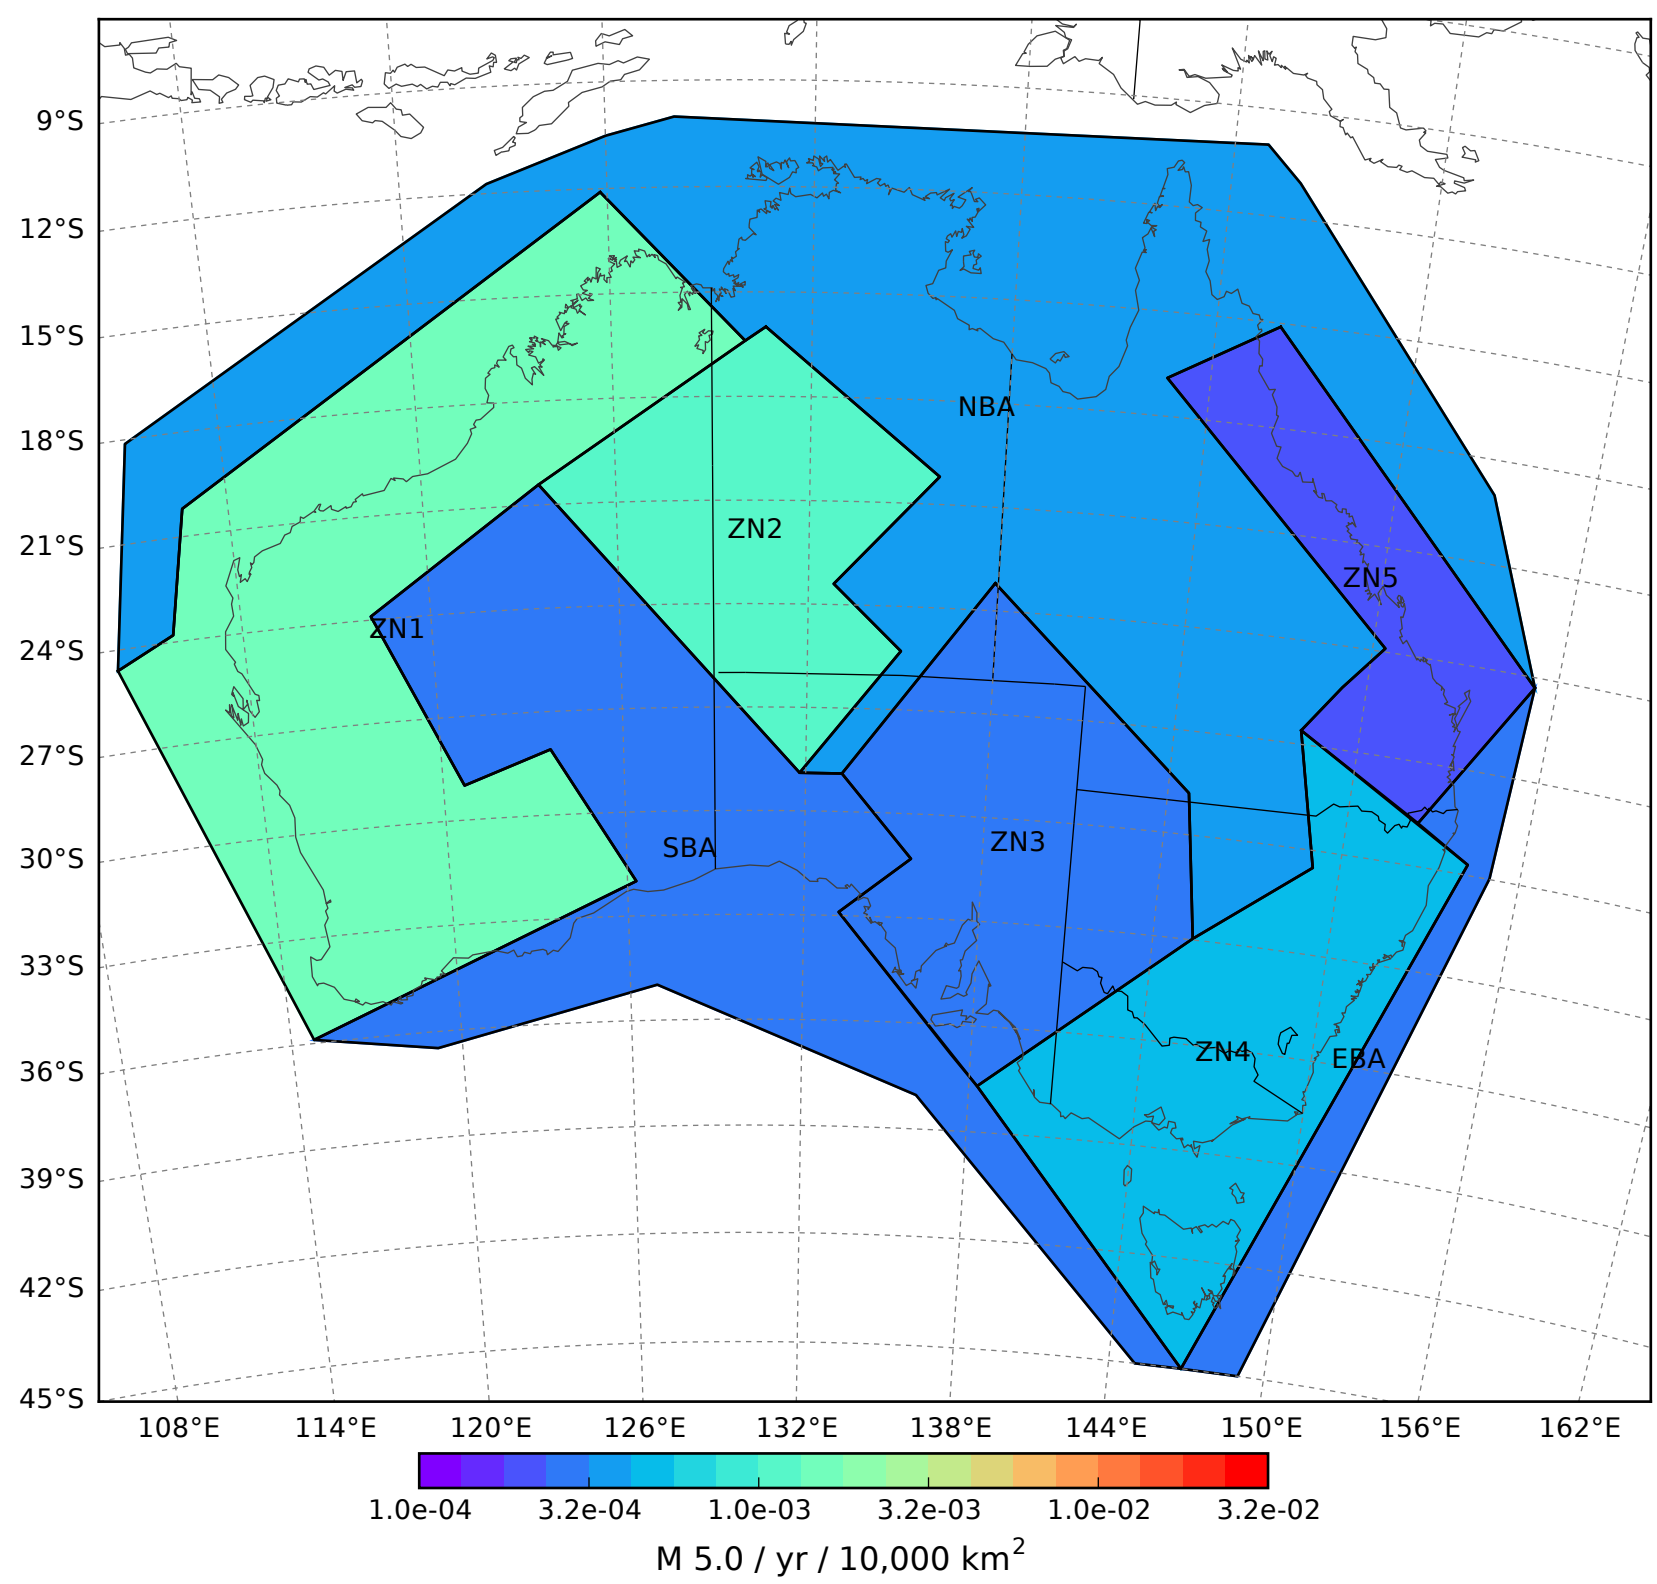 9°S
12°S
15°S
18°S
NBA
21°S
ZN2
ZN5
24°S
ZN1
27°S
30°S
SBA
ZN3
33°S
36°S
ZN4
EBA
39°S
42°S
45°S
108°E 114°E 120°E 126°E 132°E 138°E 144°E 150°E 156°E 162°E
1.0e-04 3.2e-04 1.0e-03 3.2e-03 1.0e-02 3.2e-02
M 5.0 / yr / 10,000 km²